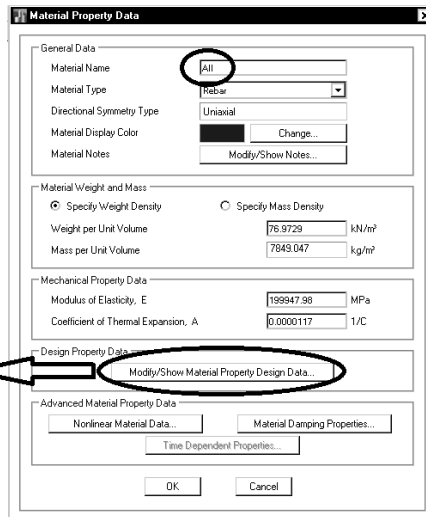 Material Property Data
General Data
Material Name All
Material Type Rebar
Directional Symmetry Type Uniaxial
Material Display Color Change...
Material Notes Modify/Show Notes...
Material Weight and Mass
Specify Weight Density Specify Mass Density
Weight per Unit Volume 76.9729 kN/m³
Mass per Unit Volume 7849.047 kg/m³
Mechanical Property Data
Modulus of Elasticity, E 199947.98 MPa
Coefficient of Thermal Expansion, A 0.0000117 1/C
Design Property Data
Modify/Show Material Property Design Data...
Advanced Material Property Data
Nonlinear Material Data... Material Damping Properties...
Time Dependent Properties...
OK Cancel